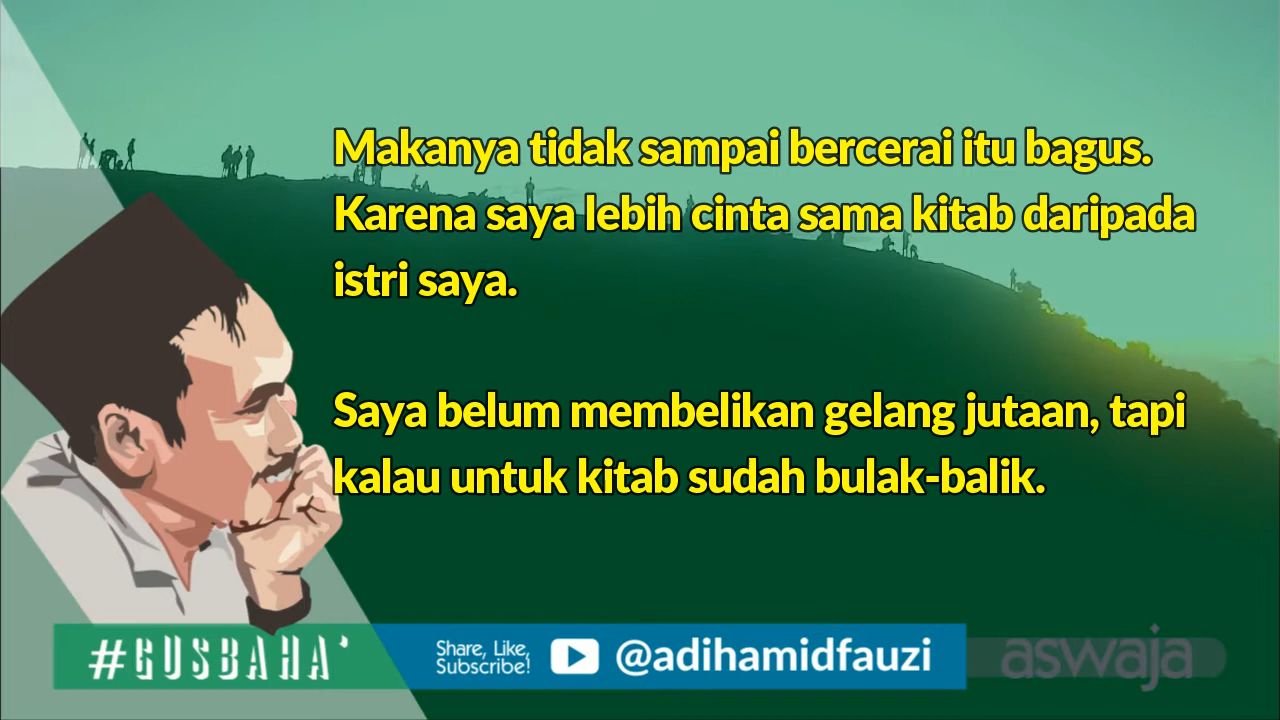 Makanya tidak sampai bercerai itu bagus.
Karena saya lebih cinta sama kitab daripada
istri saya.
Saya belum membelikan gelang jutaan, tapi
kalau untuk kitab sudah bulak-balik.
#GUSBAHA'
Share, Like,
Subscribe!
@adihamidfauzi
aswaja